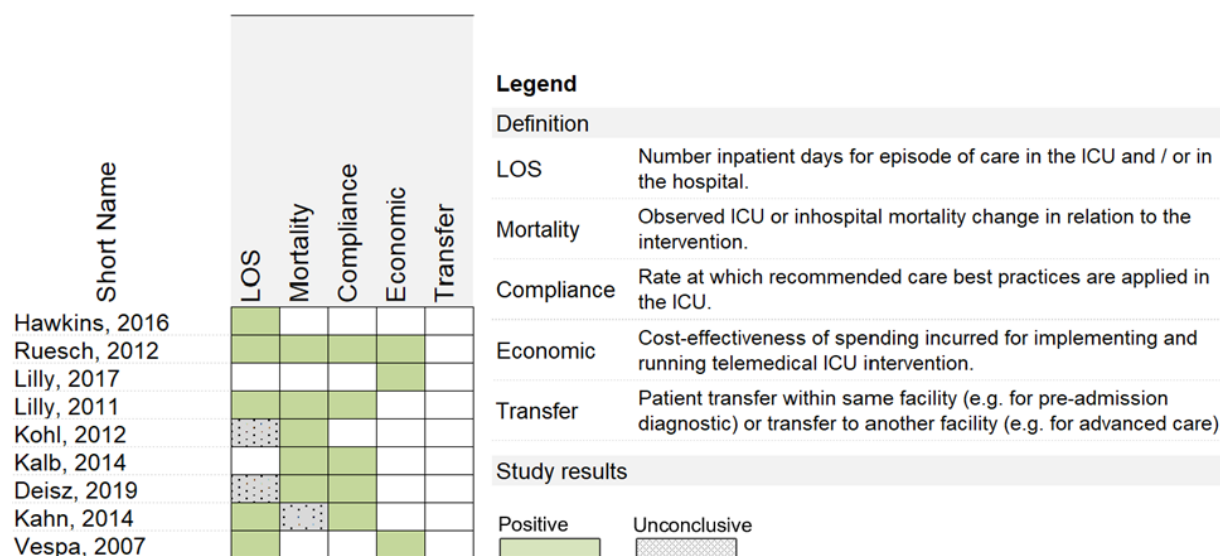 Short Name
LOS
Mortality
Compliance
Economic
Transfer
Hawkins, 2016
Ruesch, 2012
Lilly, 2017
Lilly, 2011
Kohl, 2012
Kalb, 2014
Deisz, 2019
Kahn, 2014
Vespa, 2007
Legend
Definition
LOS
Number inpatient days for episode of care in the ICU and / or in
the hospital.
Mortality
Observed ICU or inhospital mortality change in relation to the
intervention.
Compliance
Rate at which recommended care best practices are applied in
the ICU.
Economic
Cost-effectiveness of spending incurred for implementing and
running telemedical ICU intervention.
Transfer
Patient transfer within same facility (e.g. for pre-admission
diagnostic) or transfer to another facility (e.g. for advanced care)
Study results
Positive
Unconclusive